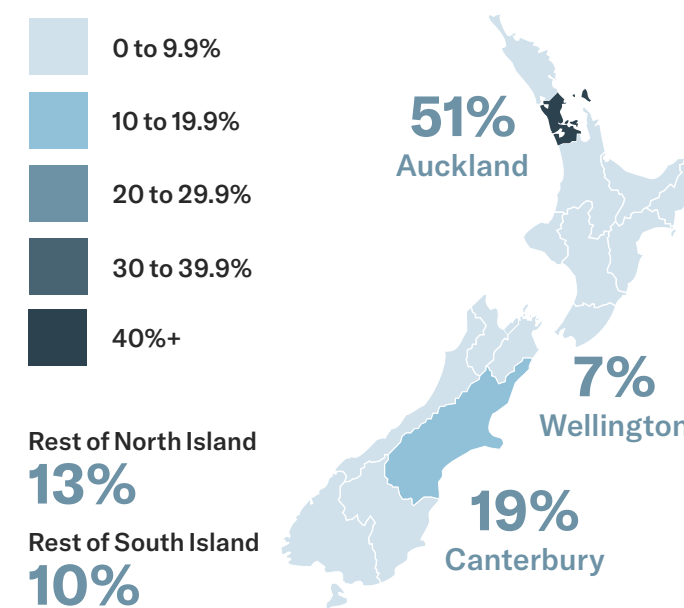 0 to 9.9%
10 to 19.9%
20 to 29.9%
30 to 39.9%
40%+
51%
Auckland
7%
Wellington
19%
Canterbury
Rest of North Island
13%
Rest of South Island
10%